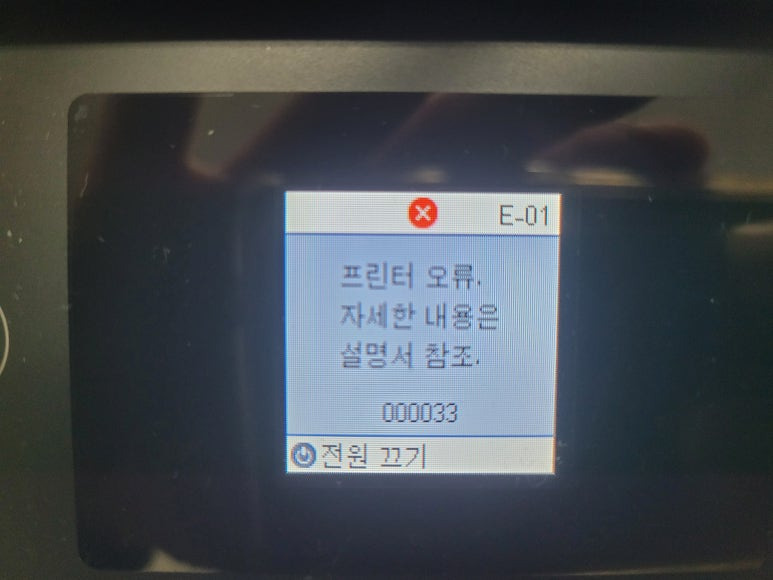 E-01
프린터 오류.
자세한 내용은
설명서 참조.
000033
전원 끄기